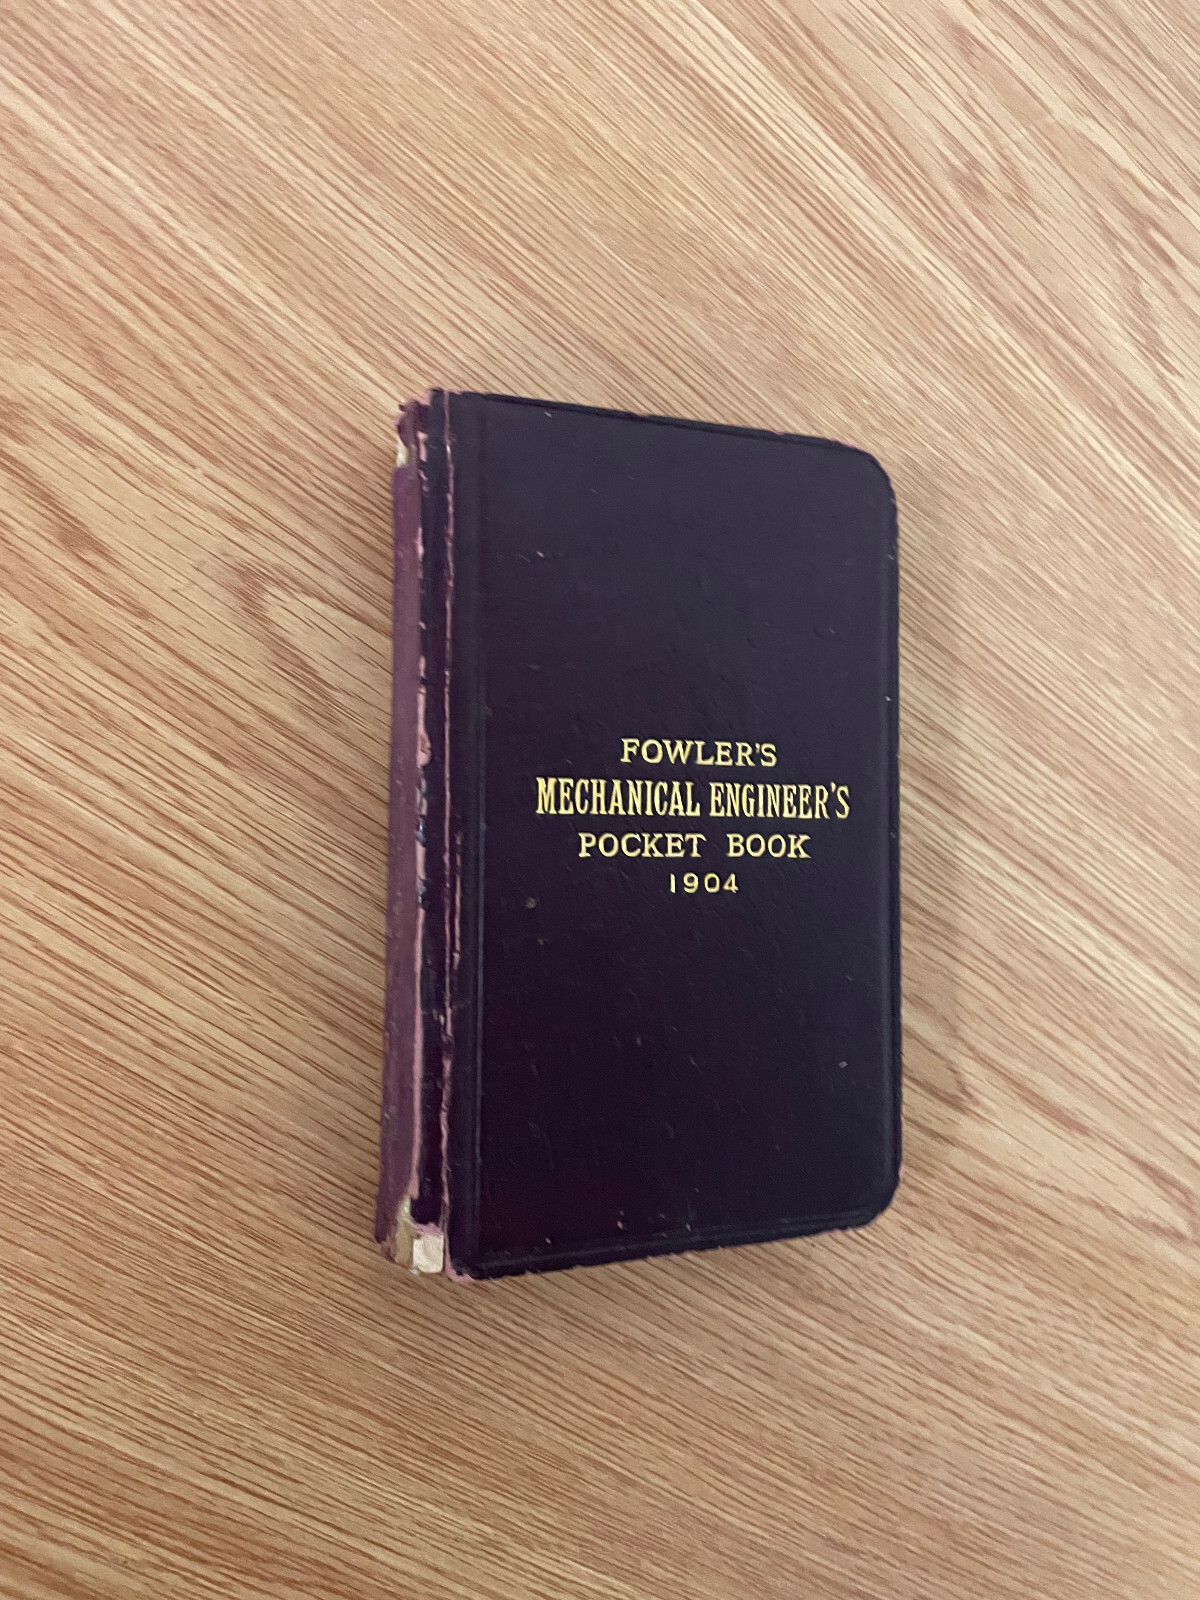 FOWLER'S
MECHANICAL ENGINEER'S
POCKET BOOK
1904